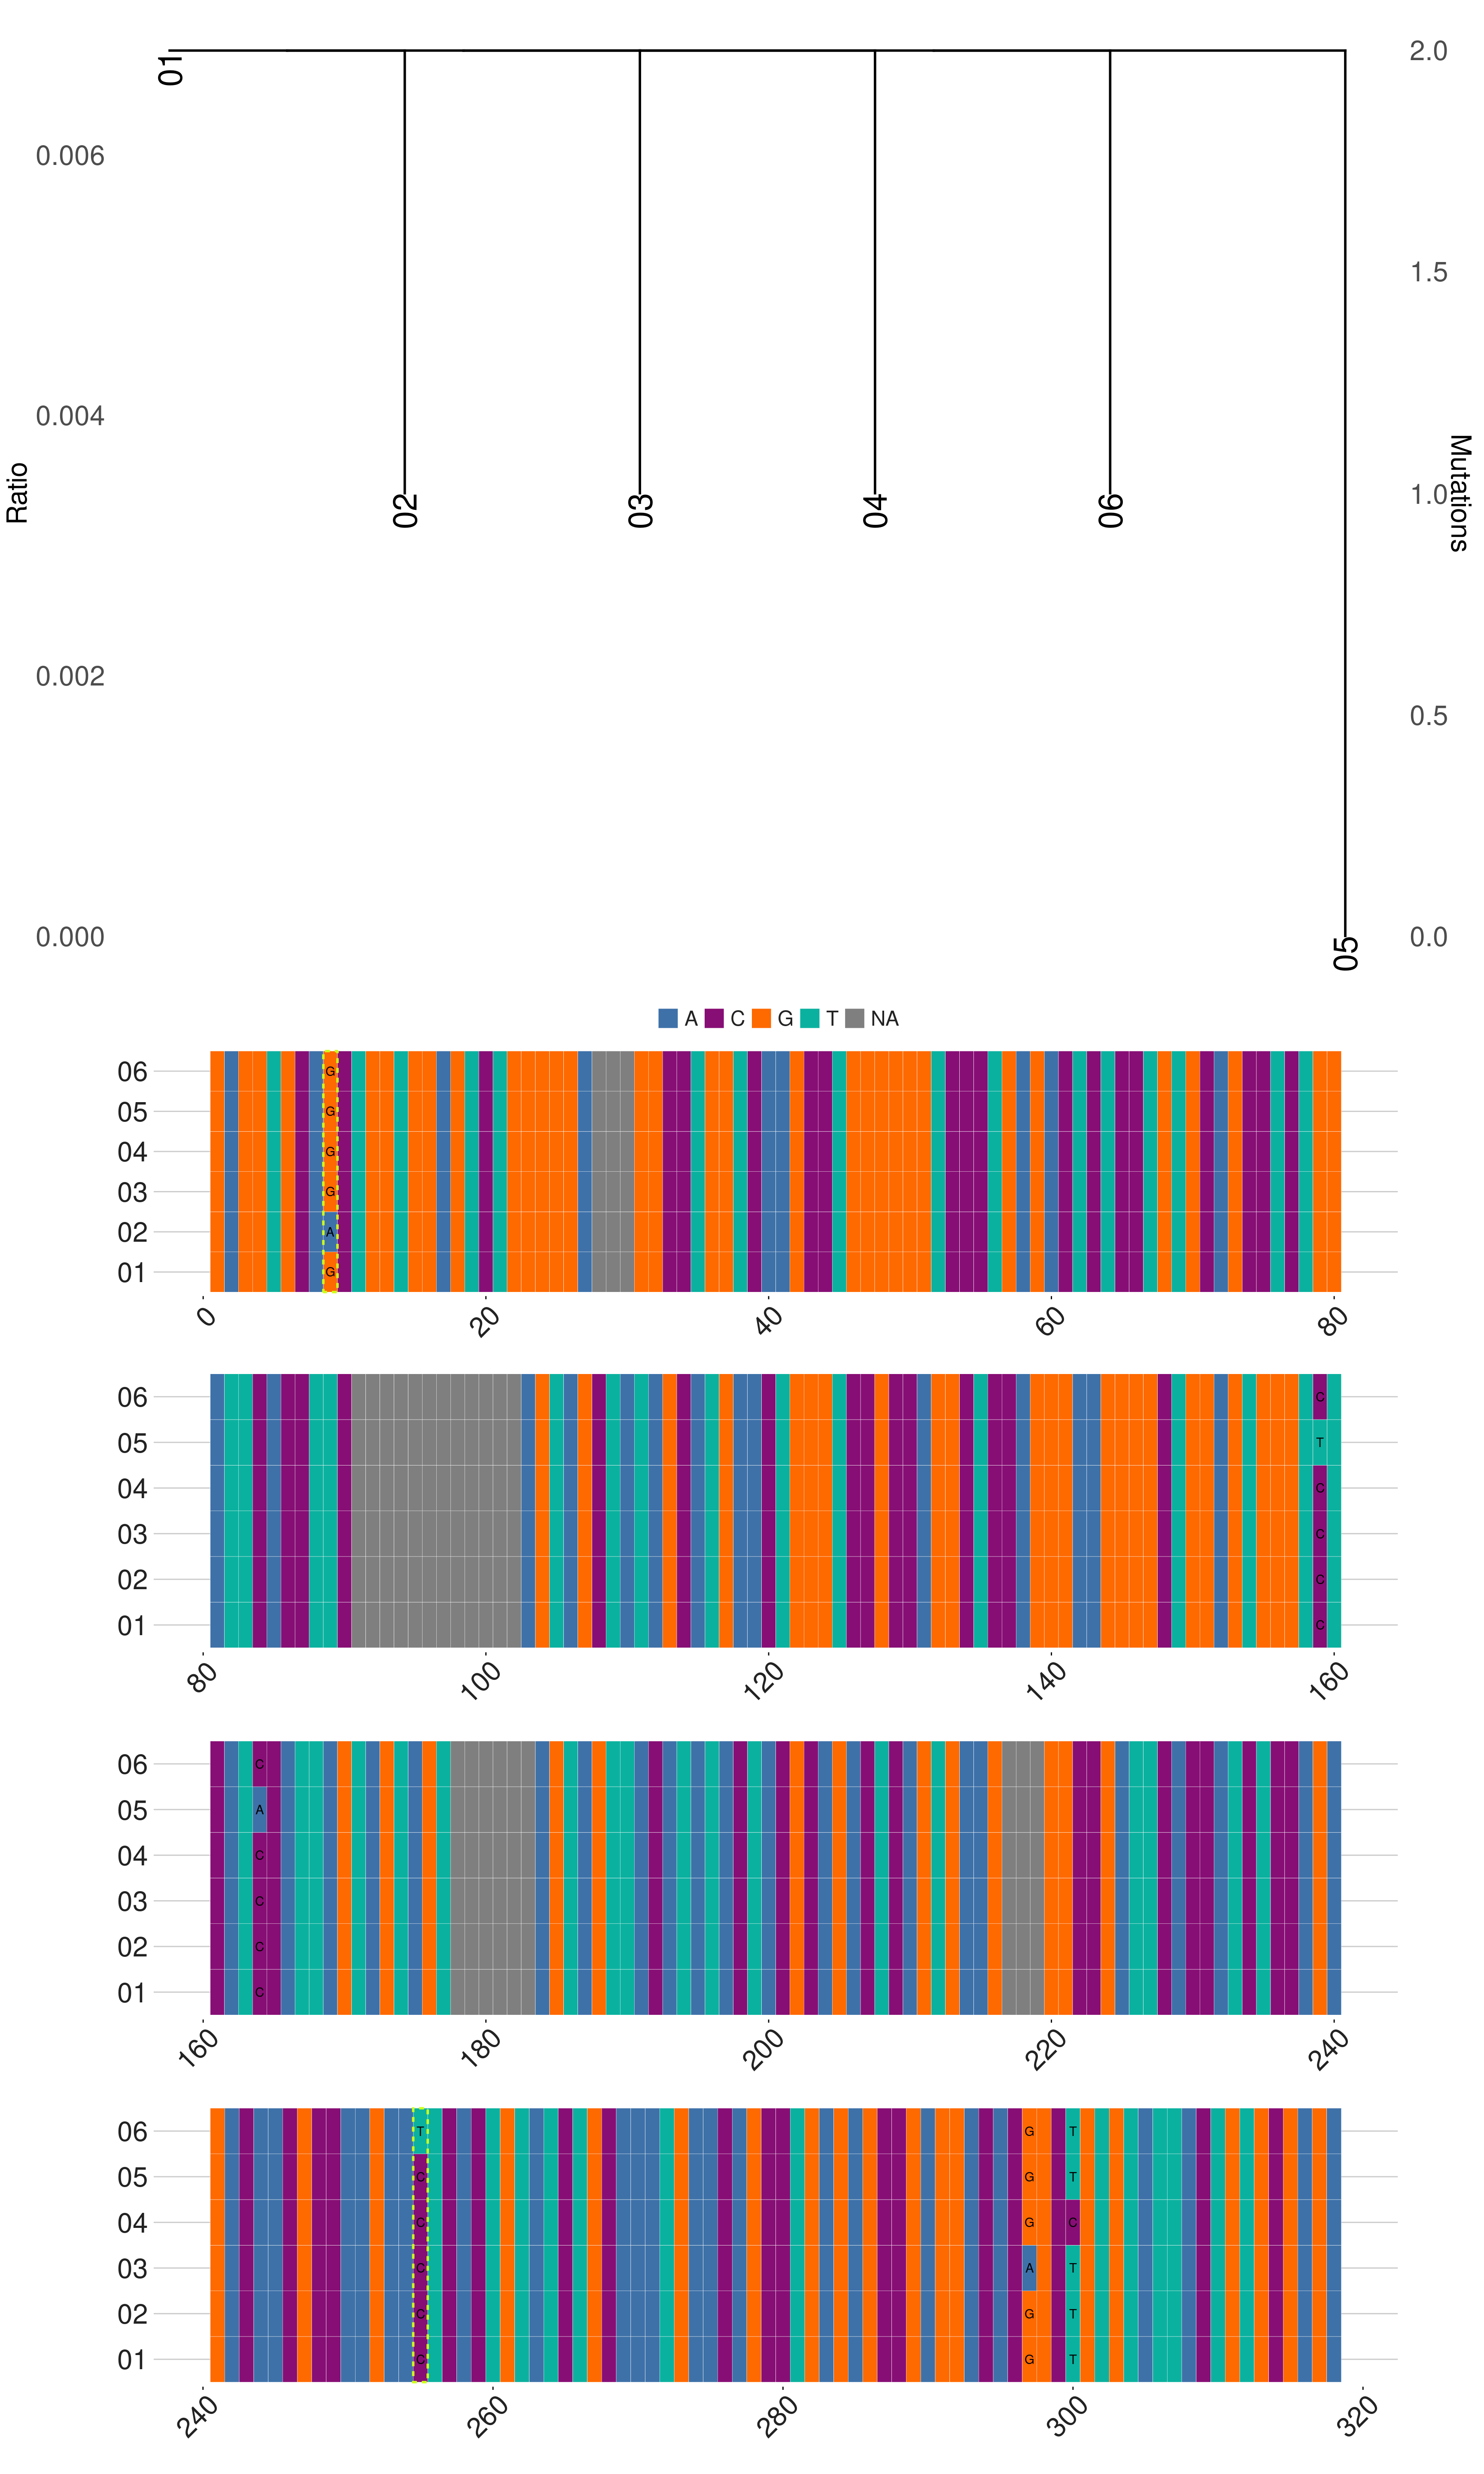 01
2.0
0.006
1.5
0.004
Ratio
02
03
04
06
1.0
Mutations
0.002
0.5
0.000
05
0.0
A C G T NA
06 G
05 G
04 G
03 G
02 A
01 G
0 20 40 60 80
06 C
05 T
04 C
03 C
02 C
01 C
80 100 120 140 160
06 C
05 A
04 C
03 C
02 C
01 C
160 180 200 220 240
06 T G T
05 C G T
04 C G C
03 C A T
02 C G T
01 C G T
240 260 280 300 320